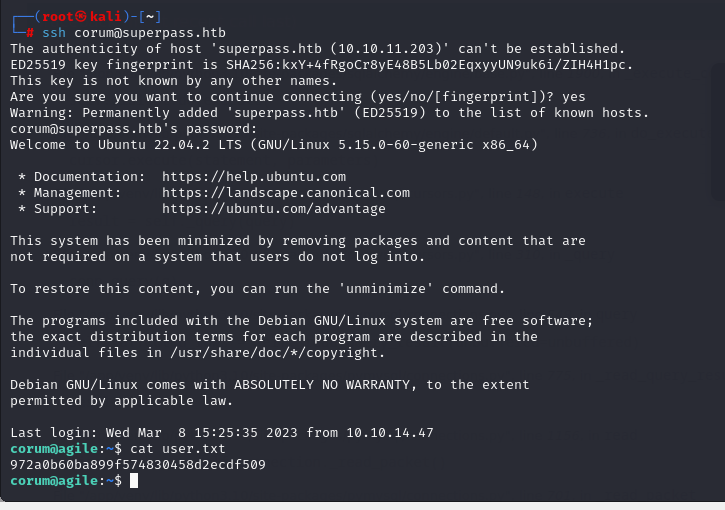 ┌──(root㉿kali)-[~]
└─# ssh corum@superpass.htb
The authenticity of host 'superpass.htb (10.10.11.203)' can't be established.
ED25519 key fingerprint is SHA256:kxY+4fRgoCr8yE48B5Lb02EqxyyUN9uk6i/ZIH4H1pc.
This key is not known by any other names.
Are you sure you want to continue connecting (yes/no/[fingerprint])? yes
Warning: Permanently added 'superpass.htb' (ED25519) to the list of known hosts.
corum@superpass.htb's password:
Welcome to Ubuntu 22.04.2 LTS (GNU/Linux 5.15.0-60-generic x86_64)
 * Documentation:  https://help.ubuntu.com
 * Management:     https://landscape.canonical.com
 * Support:        https://ubuntu.com/advantage
This system has been minimized by removing packages and content that are
not required on a system that users do not log into.
To restore this content, you can run the 'unminimize' command.
The programs included with the Debian GNU/Linux system are free software;
the exact distribution terms for each program are described in the
individual files in /usr/share/doc/*/copyright.
Debian GNU/Linux comes with ABSOLUTELY NO WARRANTY, to the extent
permitted by applicable law.
Last login: Wed Mar  8 15:25:35 2023 from 10.10.14.47
corum@agile:~$ cat user.txt
972a0b60ba899f574830458d2ecdf509
corum@agile:~$